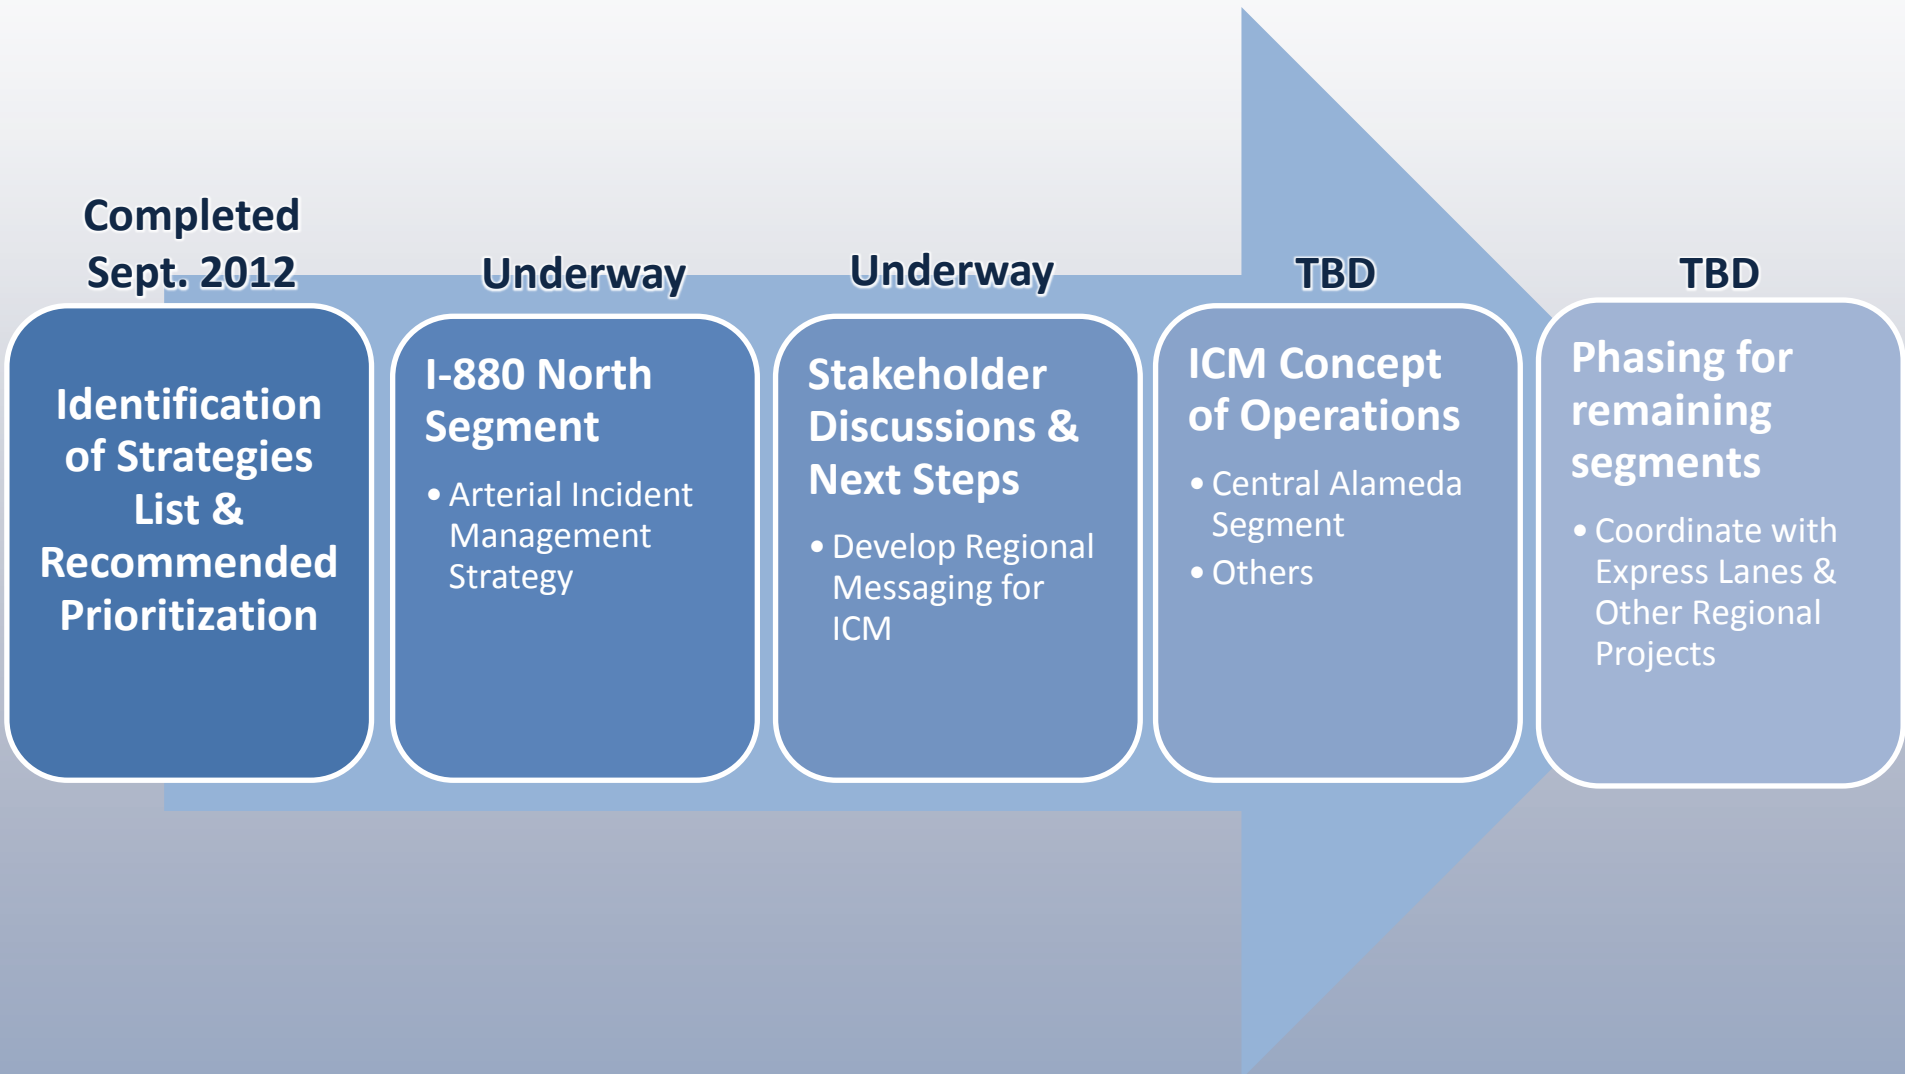 Completed
Sept. 2012
Identification
of Strategies
List &
Recommended
Prioritization
Underway
I-880 North
Segment
• Arterial Incident
Management
Strategy
Underway
Stakeholder
Discussions &
Next Steps
• Develop Regional
Messaging for
ICM
TBD
ICM Concept
of Operations
• Central Alameda
Segment
• Others
TBD
Phasing for
remaining
segments
• Coordinate with
Express Lanes &
Other Regional
Projects